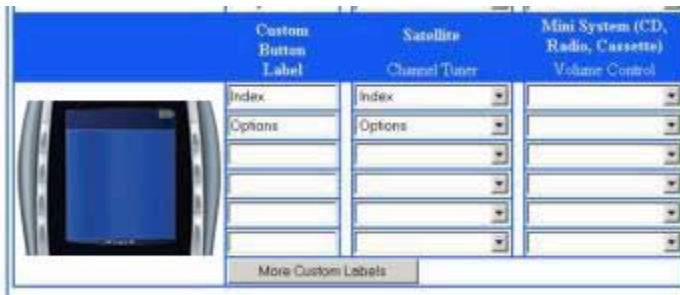 Custom
Button
Label
Satellite
Channel Tuner
Mini System (CD,
Radio, Cassette)
Volume Control
Index
Index
Options
Options
More Custom Labels